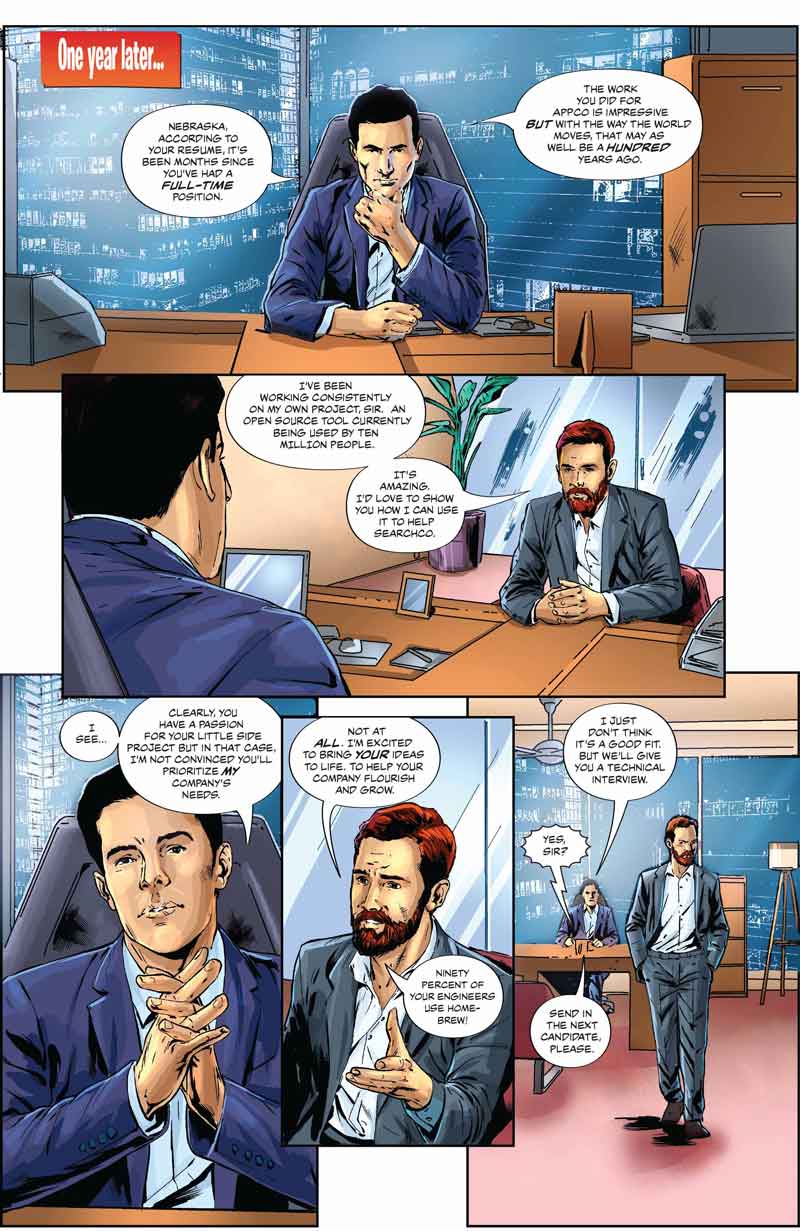 One year later...
NEBRASKA,
ACCORDING TO
YOUR RESUME, IT'S
BEEN MONTHS SINCE
YOU'VE HAD A
FULL-TIME
POSITION.
THE WORK
YOU DID FOR
APPCO IS IMPRESSIVE
BUT WITH THE WAY THE WORLD
MOVES, THAT MAY AS
WELL BE A HUNDRED
YEARS AGO.
I'VE BEEN
WORKING CONSISTENTLY
ON MY OWN PROJECT, SIR. AN
OPEN SOURCE TOOL CURRENTLY
BEING USED BY TEN
MILLION PEOPLE.
IT'S
AMAZING.
I'D LOVE TO SHOW
YOU HOW I CAN USE
IT TO HELP
SEARCHCO.
I
SEE...
CLEARLY, YOU
HAVE A PASSION
FOR YOUR LITTLE SIDE
PROJECT BUT IN THAT CASE,
I'M NOT CONVINCED YOU'LL
PRIORITIZE MY
COMPANY'S
NEEDS.
NOT AT
ALL. I'M EXCITED
TO BRING YOUR IDEAS
TO LIFE. TO HELP YOUR
COMPANY FLOURISH
AND GROW.
NINETY
PERCENT OF
YOUR ENGINEERS
USE HOME-
BREW!
I JUST
DON'T THINK
IT'S A GOOD FIT.
BUT WE'LL GIVE
YOU A TECHNICAL
INTERVIEW.
YES,
SIR?
SEND IN
THE NEXT
CANDIDATE,
PLEASE.